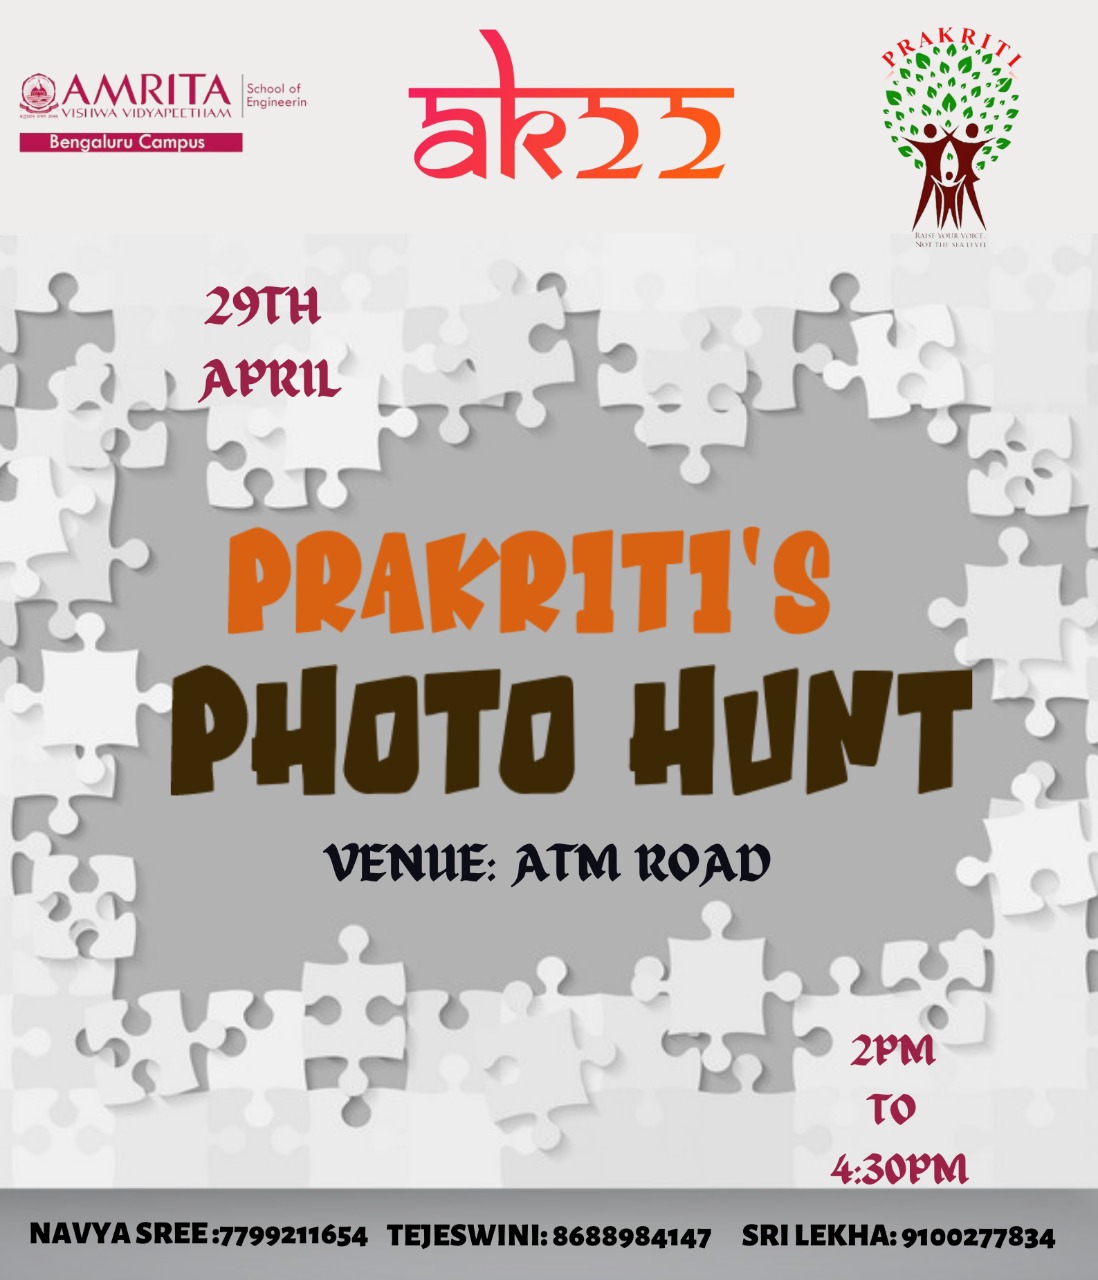 AMRITA
VISHWA VIDYAPEETHAM
School of
Engineerin
Bengaluru Campus
ak22
PRAKRITI
RAISE YOUR VOICE,
NOT THE SEA LEVEL
29TH
APRIL
PRAKRITI'S
PHOTO HUNT
VENUE: ATM ROAD
2PM
TO
4:30PM
NAVYA SREE :7799211654 TEJESWINI: 8688984147 SRI LEKHA: 9100277834